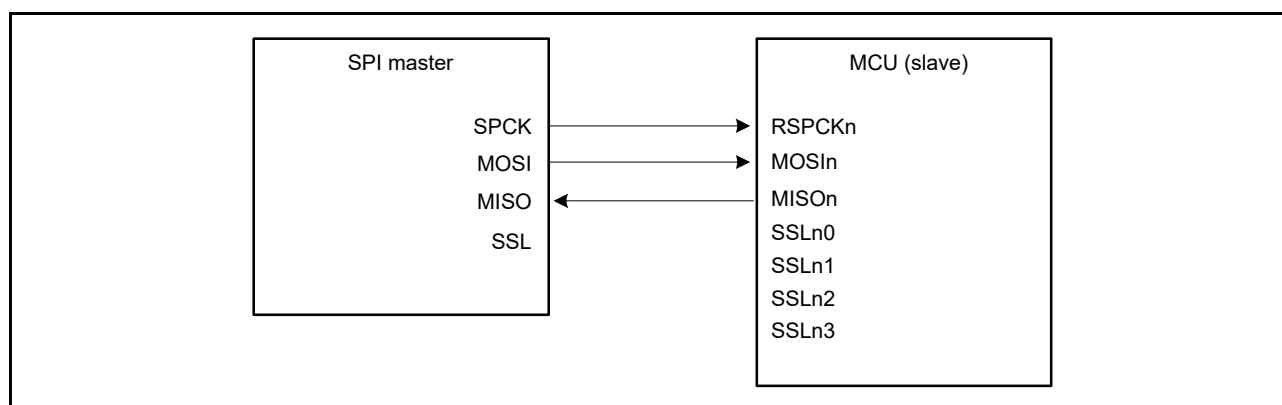 SPI master
SPCK
MOSI
MISO
SSL
MCU (slave)
RSPCKn
MOSIn
MISOn
SSLn0
SSLn1
SSLn2
SSLn3